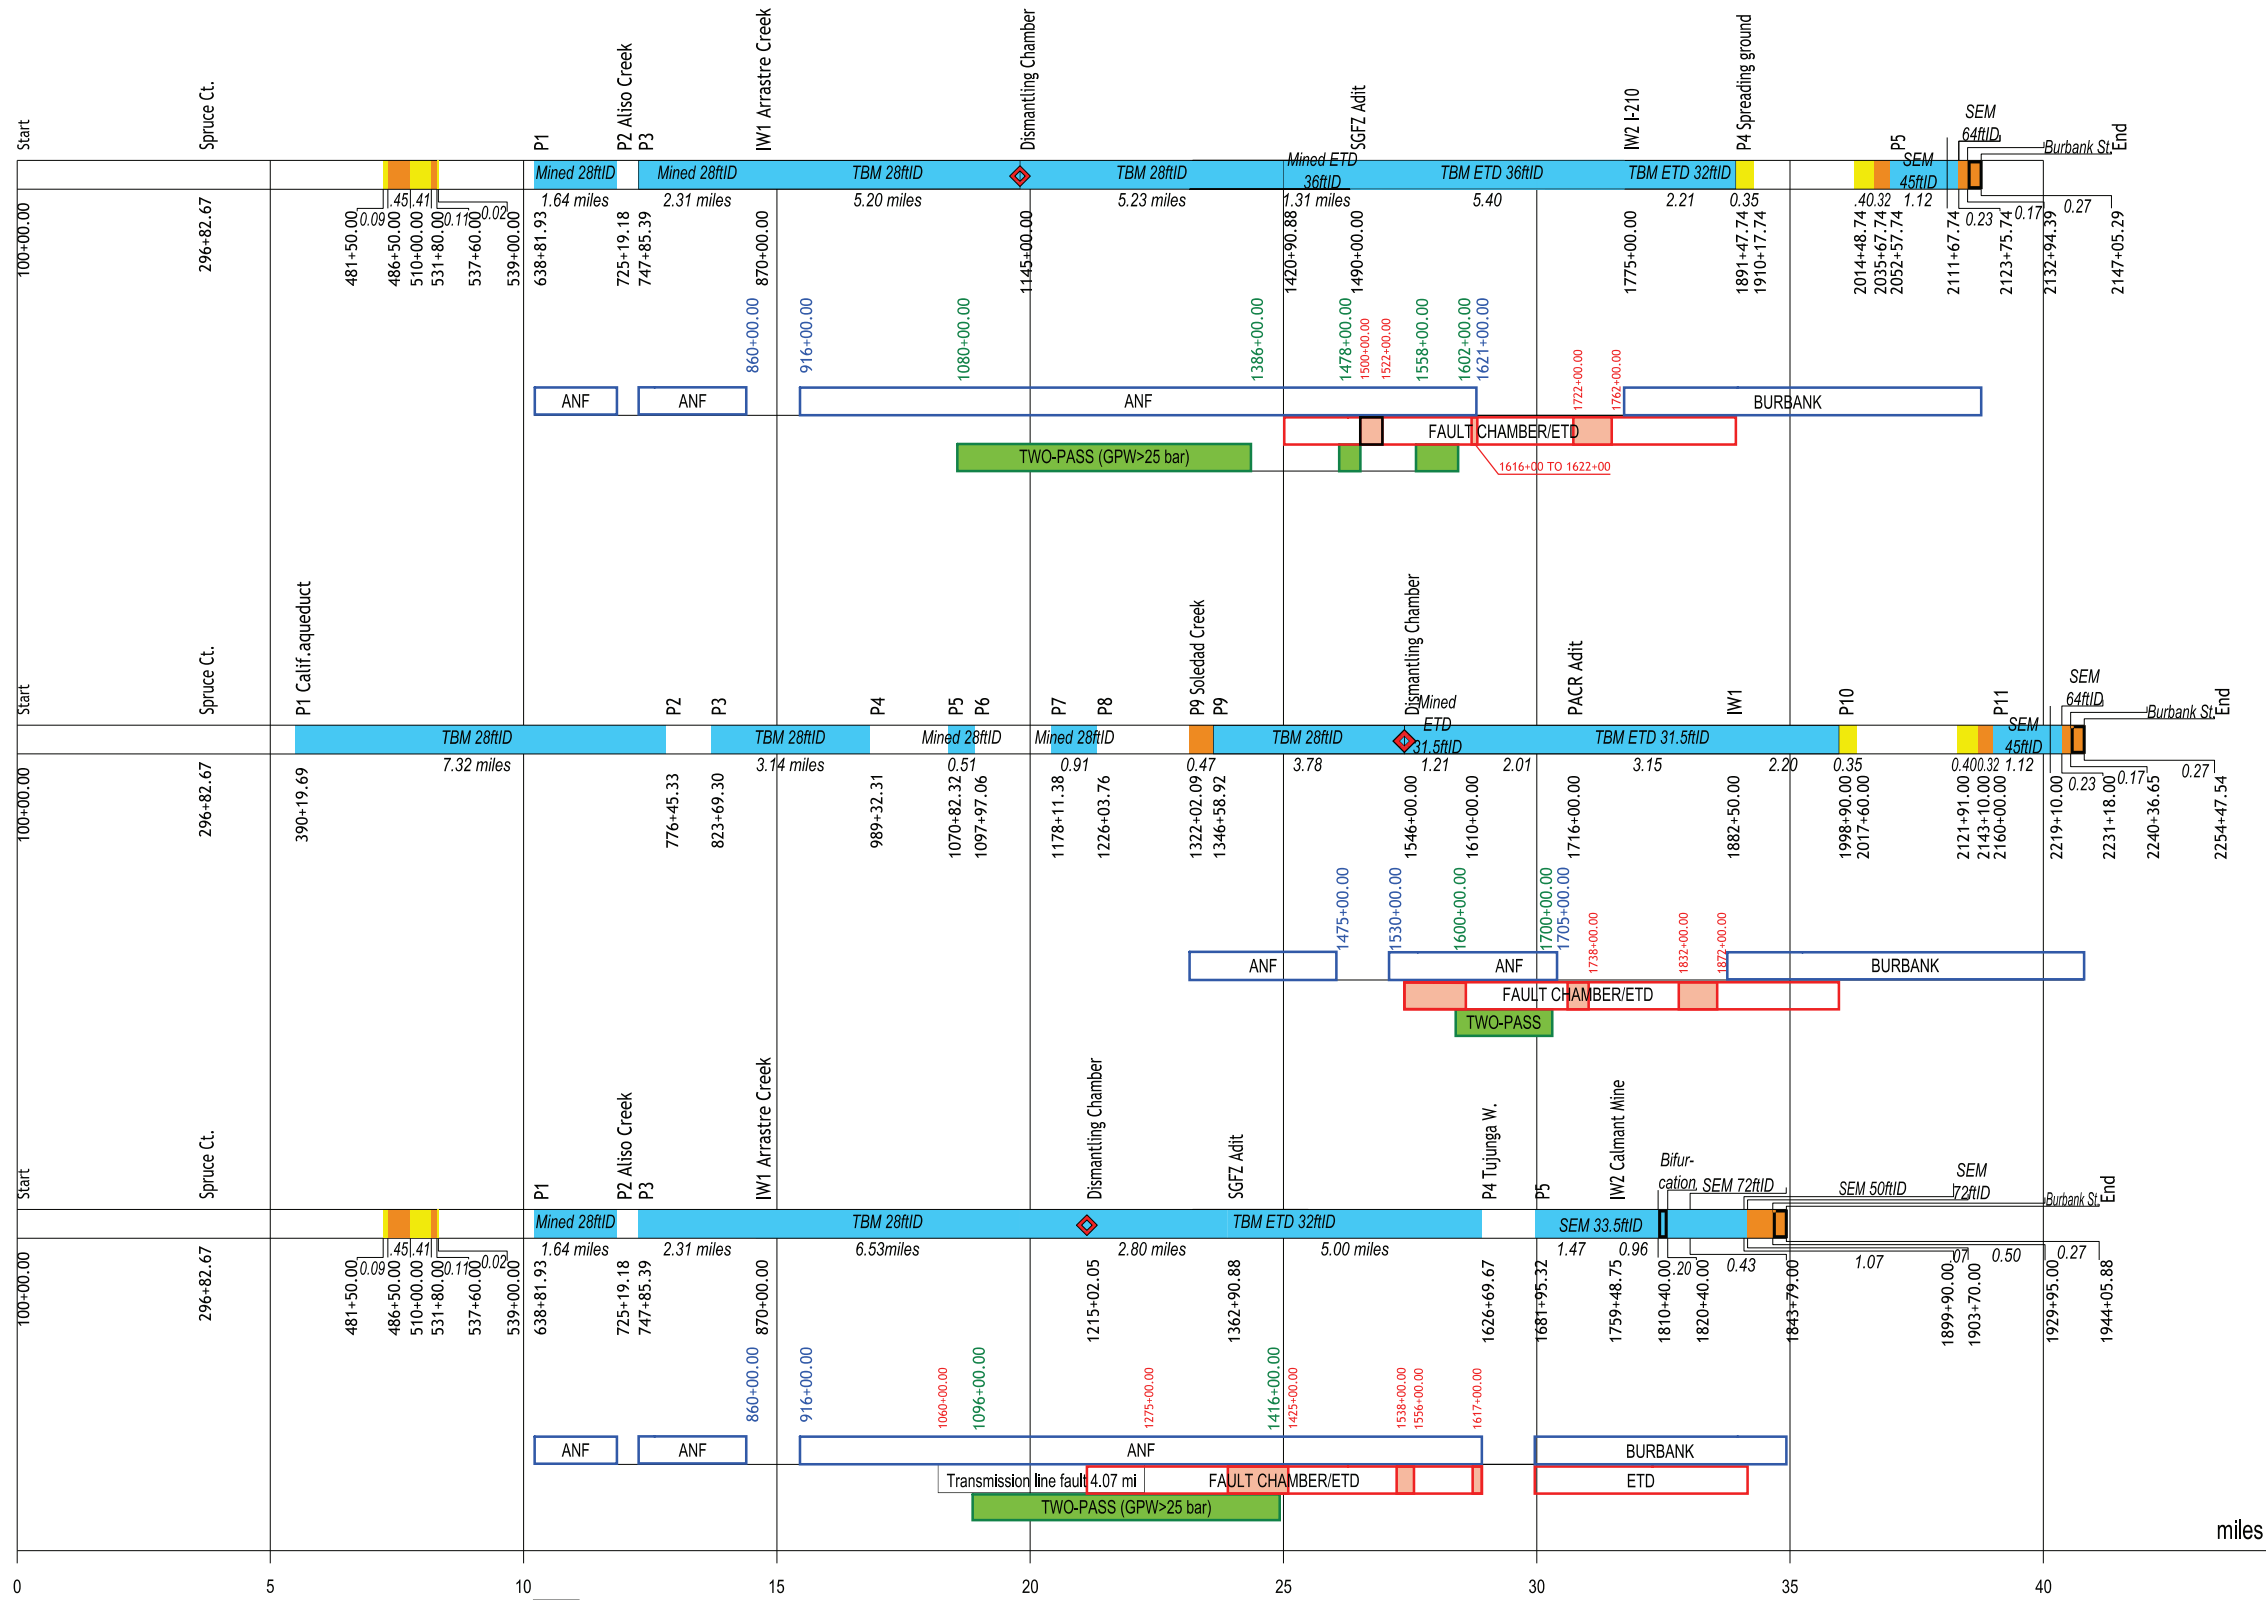 Start
Spruce Ct.
P1
P2 Aliso Creek
P3
IW1 Arrastre Creek
Dismantling Chamber
SGFZ Adit
IW2 I-210
P4 Spreading ground
P5
SEM
64ftID
Burbank St.
End
Mined 28ftID
Mined 28ftID
TBM 28ftID
TBM 28ftID
Mined ETD
36ftID
TBM ETD 36ftID
TBM ETD 32ftID
SEM
45ftID
0.09
.45
.41
0.11
0.02
1.64 miles
2.31 miles
5.20 miles
5.23 miles
1.31 miles
5.40
2.21
0.35
.40
0.32
1.12
0.23
0.17
0.27
100+00.00
296+82.67
481+50.00
486+50.00
510+00.00
531+80.00
537+60.00
539+00.00
638+81.93
725+19.18
747+85.39
870+00.00
1145+00.00
1420+90.88
1490+00.00
1775+00.00
1891+47.74
1910+17.74
2014+48.74
2035+67.74
2052+57.74
2111+67.74
2123+75.74
2132+94.39
2147+05.29
860+00.00
916+00.00
1080+00.00
1386+00.00
1478+00.00
1500+00.00
1522+00.00
1558+00.00
1602+00.00
1621+00.00
1722+00.00
1762+00.00
ANF
ANF
ANF
BURBANK
FAULT CHAMBER/ETD
TWO-PASS (GPW>25 bar)
1616+00 TO 1622+00
Start
Spruce Ct.
P1 Calif.aqueduct
P2
P3
P4
P5
P6
P7
P8
P9 Soledad Creek
P9
Dismantling Chamber
PACR Adit
IW1
P10
P11
SEM
64ftID
Burbank St.
End
TBM 28ftID
TBM 28ftID
Mined 28ftID
Mined 28ftID
TBM 28ftID
Mined
ETD
31.5ftID
TBM ETD 31.5ftID
SEM
45ftID
7.32 miles
3.14 miles
0.51
0.91
0.47
3.78
1.21
2.01
3.15
2.20
0.35
0.40
0.32
1.12
0.23
0.17
0.27
100+00.00
296+82.67
390+19.69
776+45.33
823+69.30
989+32.31
1070+82.32
1097+97.06
1178+11.38
1226+03.76
1322+02.09
1346+58.92
1546+00.00
1610+00.00
1716+00.00
1882+50.00
1998+90.00
2017+60.00
2121+91.00
2143+10.00
2160+00.00
2219+10.00
2231+18.00
2240+36.65
2254+47.54
1475+00.00
1530+00.00
1600+00.00
1700+00.00
1705+00.00
1738+00.00
1832+00.00
1872+00.00
ANF
ANF
BURBANK
FAULT CHAMBER/ETD
TWO-PASS
Start
Spruce Ct.
P1
P2 Aliso Creek
P3
IW1 Arrastre Creek
Dismantling Chamber
SGFZ Adit
P4 Tujunga W.
P5
IW2 Calmant Mine
Bifur-
cation
SEM 72ftID
SEM 50ftID
SEM
72ftID
Burbank St.
End
Mined 28ftID
TBM 28ftID
TBM ETD 32ftID
SEM 33.5ftID
0.09
.45
.41
0.11
0.02
1.64 miles
2.31 miles
6.53miles
2.80 miles
5.00 miles
1.47
0.96
.20
0.43
1.07
.07
0.50
0.27
100+00.00
296+82.67
481+50.00
486+50.00
510+00.00
531+80.00
537+60.00
539+00.00
638+81.93
725+19.18
747+85.39
870+00.00
1215+02.05
1362+90.88
1626+69.67
1681+95.32
1759+48.75
1810+40.00
1820+40.00
1843+79.00
1899+90.00
1903+70.00
1929+95.00
1944+05.88
860+00.00
916+00.00
1060+00.00
1096+00.00
1275+00.00
1416+00.00
1425+00.00
1538+00.00
1556+00.00
1617+00.00
ANF
ANF
ANF
BURBANK
Transmission line fault 4.07 mi
FAULT CHAMBER/ETD
ETD
TWO-PASS (GPW>25 bar)
miles
0
5
10
15
20
25
30
35
40